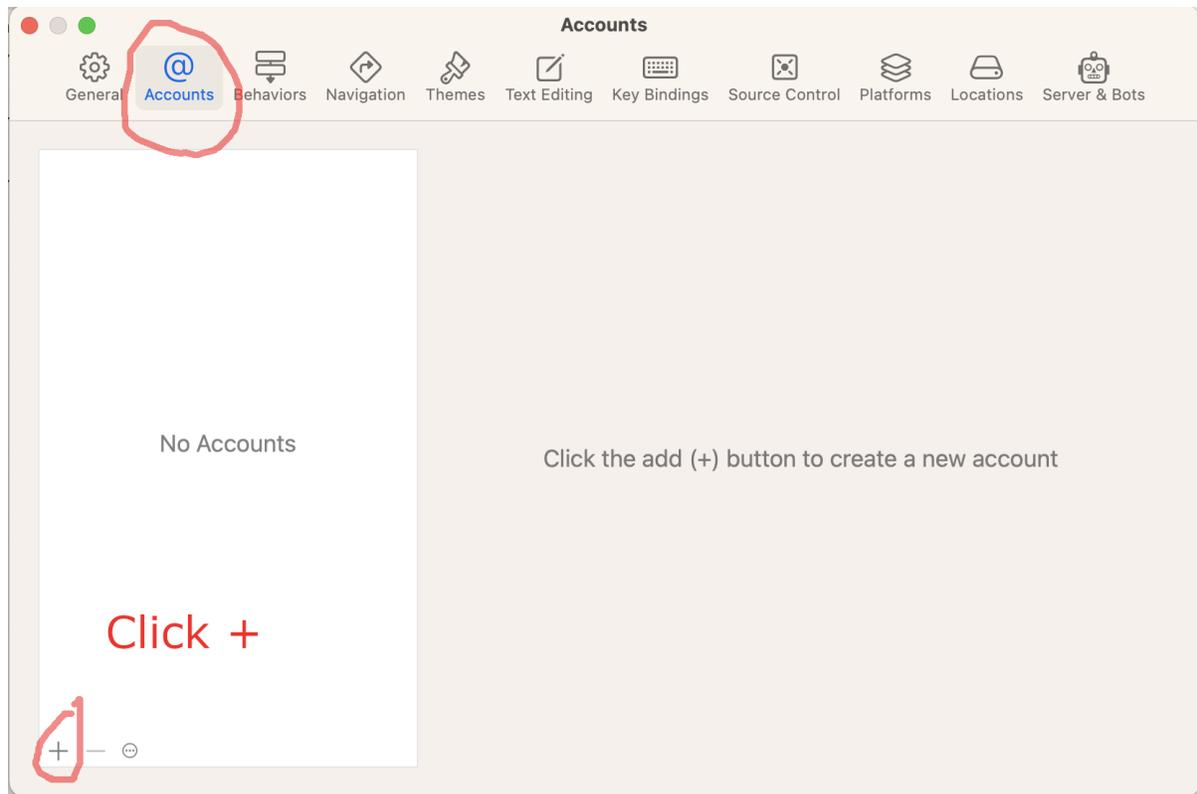 Accounts
General Accounts Behaviors Navigation Themes Text Editing Key Bindings Source Control Platforms Locations Server & Bots
No Accounts
Click the add (+) button to create a new account
Click +